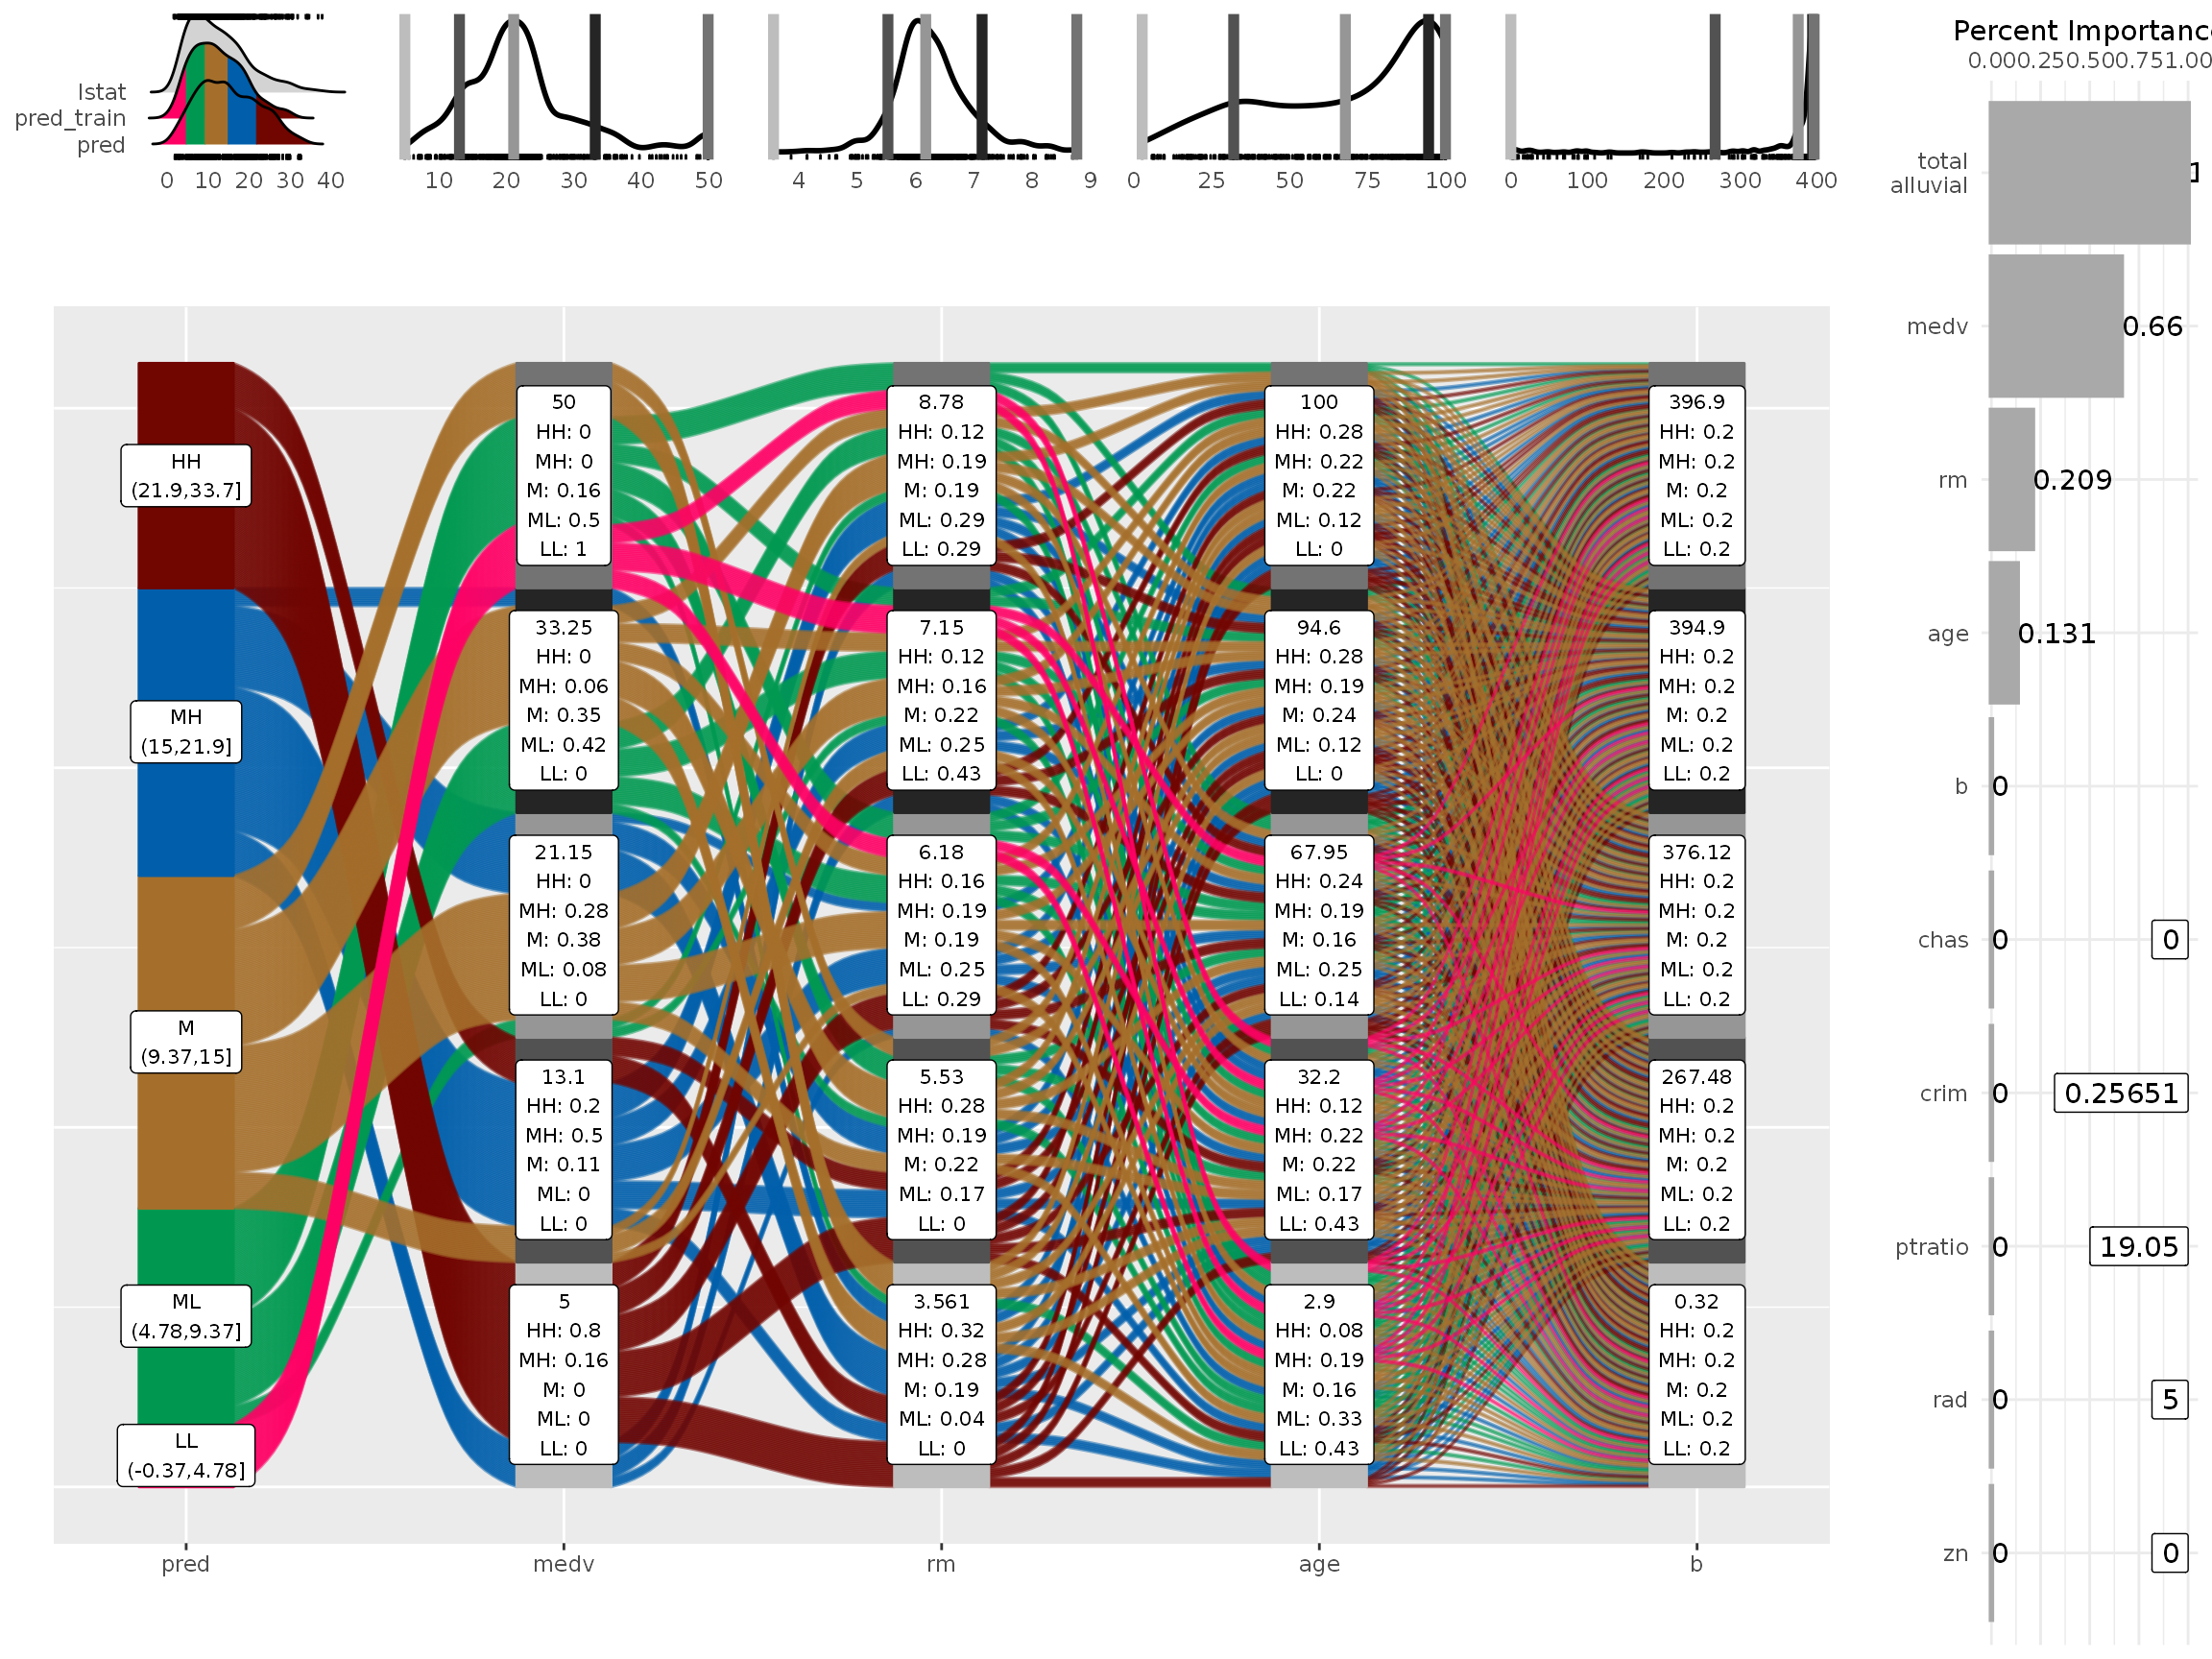 lstat
pred_train
pred
0 10 20 30 40
10 20 30 40 50
4 5 6 7 8 9
0 25 50 75 100
0 100 200 300 400
HH
(21.9,33.7]
MH
(15,21.9]
M
(9.37,15]
ML
(4.78,9.37]
LL
(-0.37,4.78]
50
HH: 0
MH: 0
M: 0.16
ML: 0.5
LL: 1
33.25
HH: 0
MH: 0.06
M: 0.35
ML: 0.42
LL: 0
21.15
HH: 0
MH: 0.28
M: 0.38
ML: 0.08
LL: 0
13.1
HH: 0.2
MH: 0.5
M: 0.11
ML: 0
LL: 0
5
HH: 0.8
MH: 0.16
M: 0
ML: 0
LL: 0
8.78
HH: 0.12
MH: 0.19
M: 0.19
ML: 0.29
LL: 0.29
7.15
HH: 0.12
MH: 0.16
M: 0.22
ML: 0.25
LL: 0.43
6.18
HH: 0.16
MH: 0.19
M: 0.19
ML: 0.25
LL: 0.29
5.53
HH: 0.28
MH: 0.19
M: 0.22
ML: 0.17
LL: 0
3.561
HH: 0.32
MH: 0.28
M: 0.19
ML: 0.04
LL: 0
100
HH: 0.28
MH: 0.22
M: 0.22
ML: 0.12
LL: 0
94.6
HH: 0.28
MH: 0.19
M: 0.24
ML: 0.12
LL: 0
67.95
HH: 0.24
MH: 0.19
M: 0.16
ML: 0.25
LL: 0.14
32.2
HH: 0.12
MH: 0.22
M: 0.22
ML: 0.17
LL: 0.43
2.9
HH: 0.08
MH: 0.19
M: 0.16
ML: 0.33
LL: 0.43
396.9
HH: 0.2
MH: 0.2
M: 0.2
ML: 0.2
LL: 0.2
394.9
HH: 0.2
MH: 0.2
M: 0.2
ML: 0.2
LL: 0.2
376.12
HH: 0.2
MH: 0.2
M: 0.2
ML: 0.2
LL: 0.2
267.48
HH: 0.2
MH: 0.2
M: 0.2
ML: 0.2
LL: 0.2
0.32
HH: 0.2
MH: 0.2
M: 0.2
ML: 0.2
LL: 0.2
pred medv rm age b
Percent Importance
0.000.250.500.751.00
total
alluvial 1
medv 0.66
rm 0.209
age 0.131
b 0
chas 0 0
crim 0 0.25651
ptratio 0 19.05
rad 0 5
zn 0 0